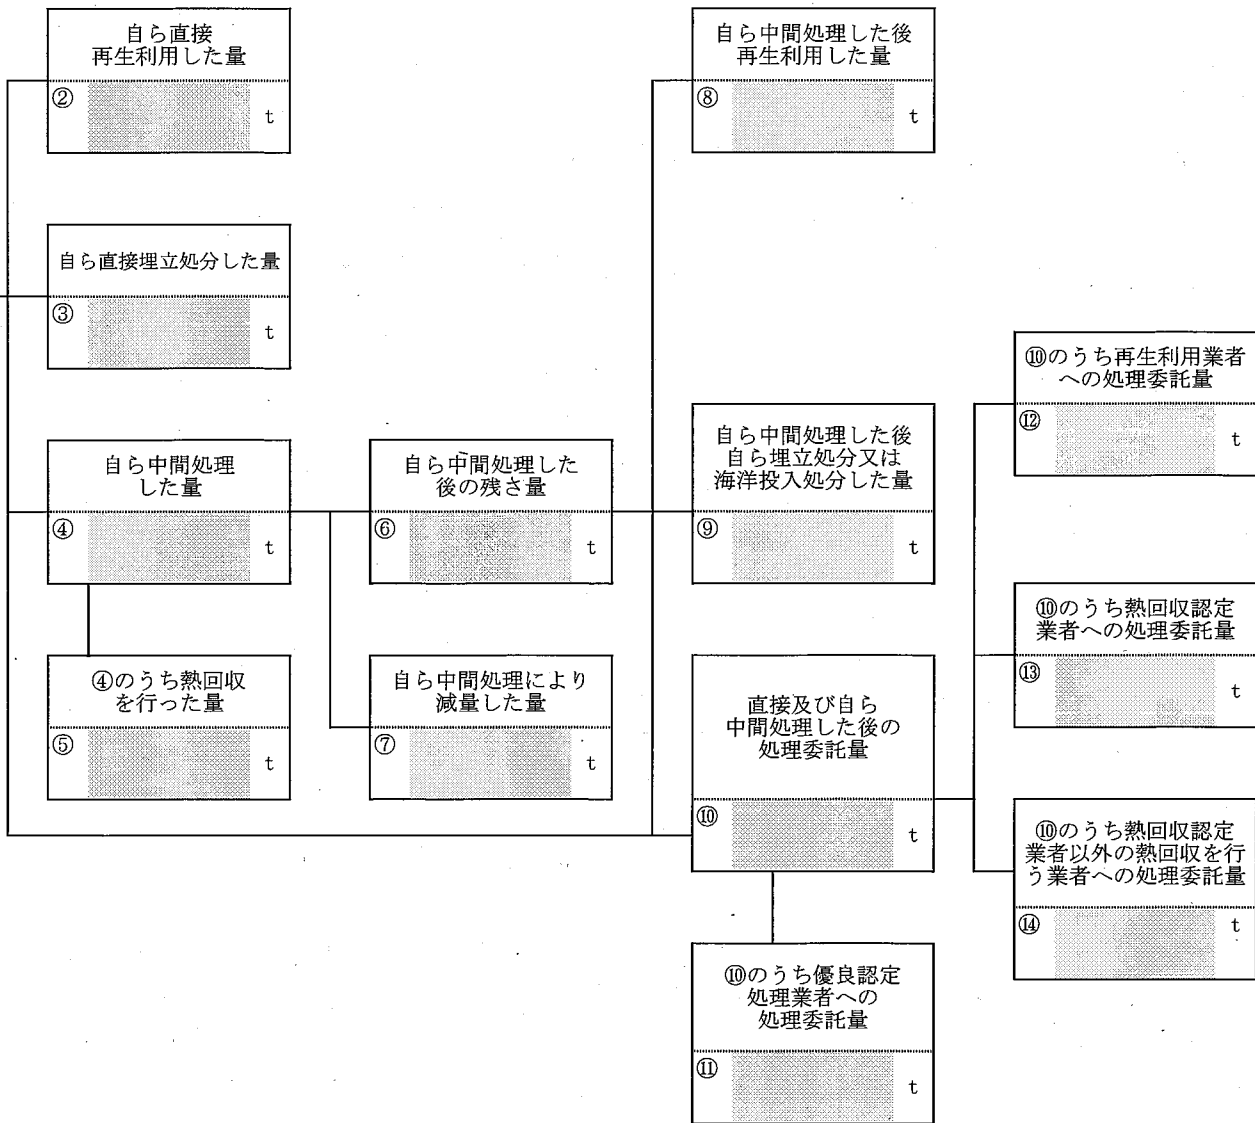 自ら直接
再生利用した量
② t
自ら直接埋立処分した量
③ t
自ら中間処理
した量
④ t
④のうち熱回収
を行った量
⑤ t
自ら中間処理した
後の残さ量
⑥ t
自ら中間処理により
減量した量
⑦ t
自ら中間処理した後
再生利用した量
⑧ t
自ら中間処理した後
自ら埋立処分又は
海洋投入処分した量
⑨ t
直接及び自ら
中間処理した後の
処理委託量
⑩ t
⑩のうち優良認定
処理業者への
処理委託量
⑪ t
⑩のうち再生利用業者
への処理委託量
⑫ t
⑩のうち熱回収認定
業者への処理委託量
⑬ t
⑩のうち熱回収認定
業者以外の熱回収を行
う業者への処理委託量
⑭ t